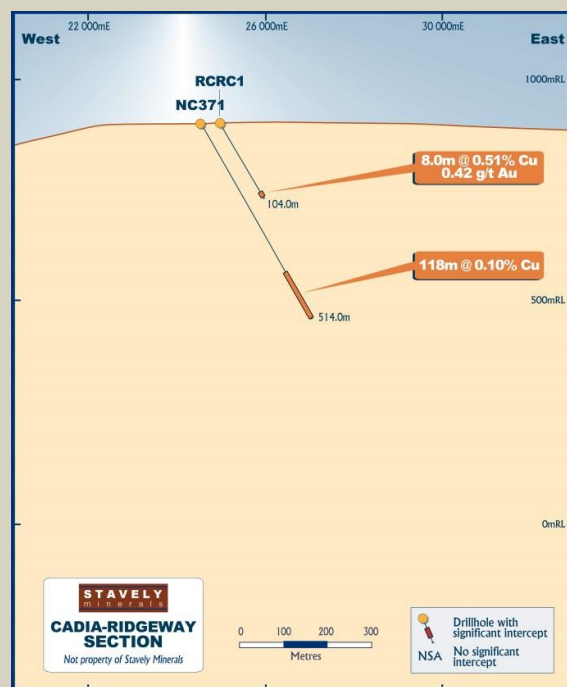 22 000mE
26 000mE
30 000mE
West
East
RCRC1
1000mRL
NC371
8.0m @ 0.51% Cu
0.42 g/t Au
104.0m
118m @ 0.10% Cu
500mRL
514.0m
0mRL
STAVELY
minerals
CADIA-RIDGEWAY
SECTION
Not property of Stavely Minerals
0 100 200 300
Metres
Drillhole with
significant intercept
NSA No significant
intercept